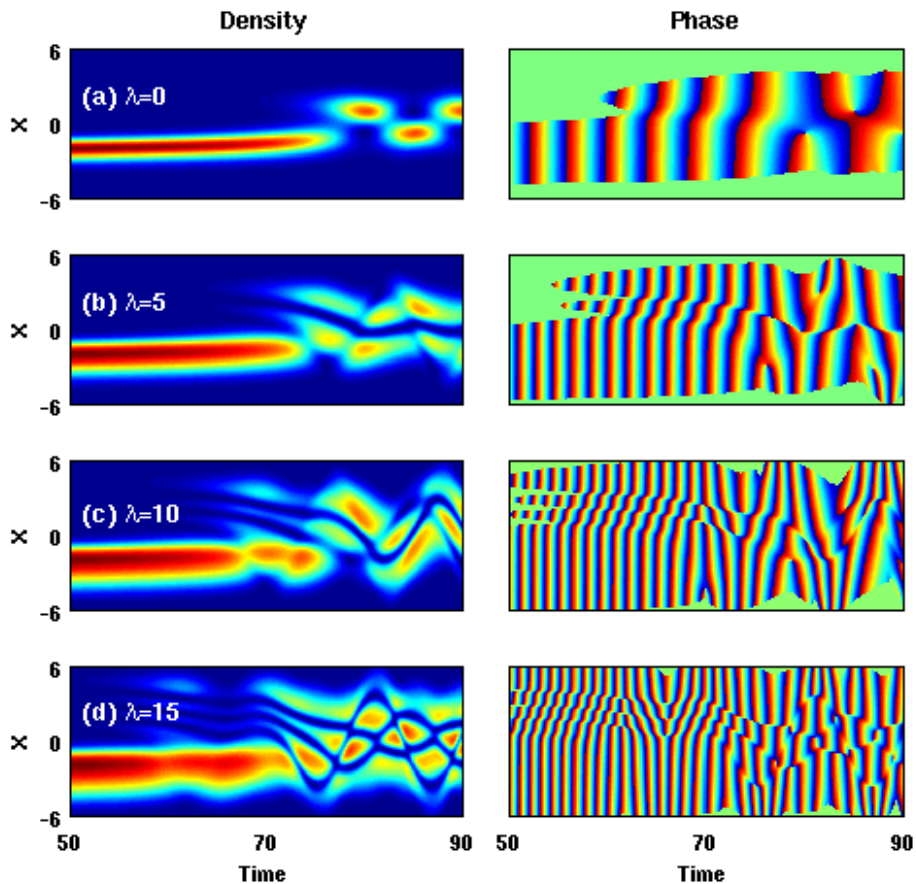 Density Phase
6
(a) λ=0
X 0
-6
6
(b) λ=5
X 0
-6
6
(c) λ=10
X 0
-6
6
(d) λ=15
X 0
-6
50 70 90 50 70 90
Time Time